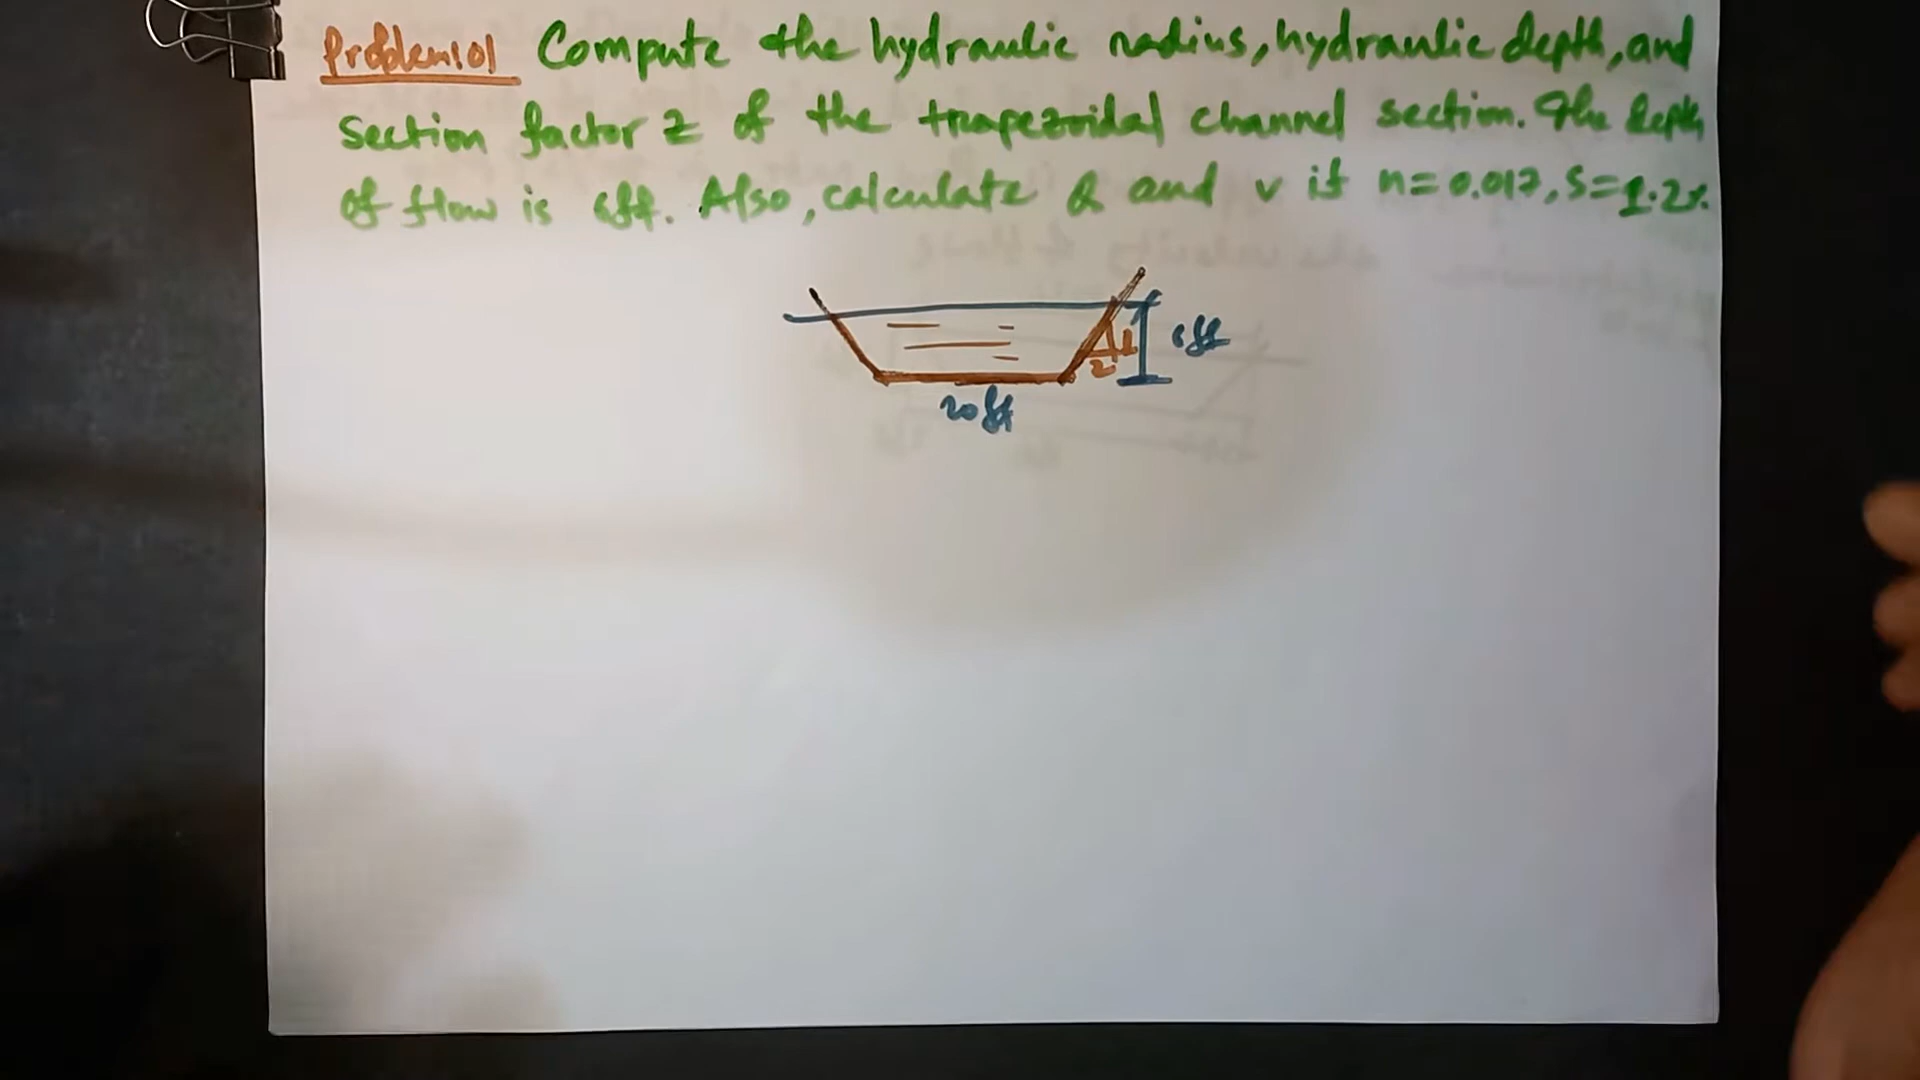 Problem:01 Compute the hydraulic radius, hydraulic depth, and
section factor Z of the trapezoidal channel section. The depth
of flow is 6ft. Also, calculate Q and v if n=0.017, S=1.2%.
1
6ft
2
20ft